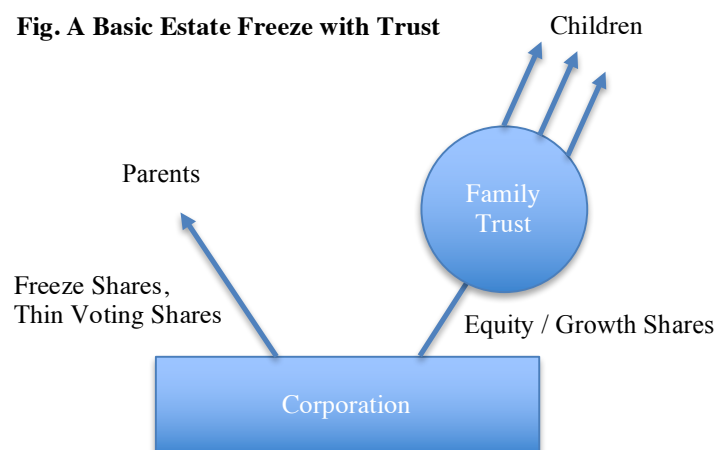 Fig. A Basic Estate Freeze with Trust
Children
Parents
Family
Trust
Freeze Shares,
Thin Voting Shares
Equity / Growth Shares
Corporation